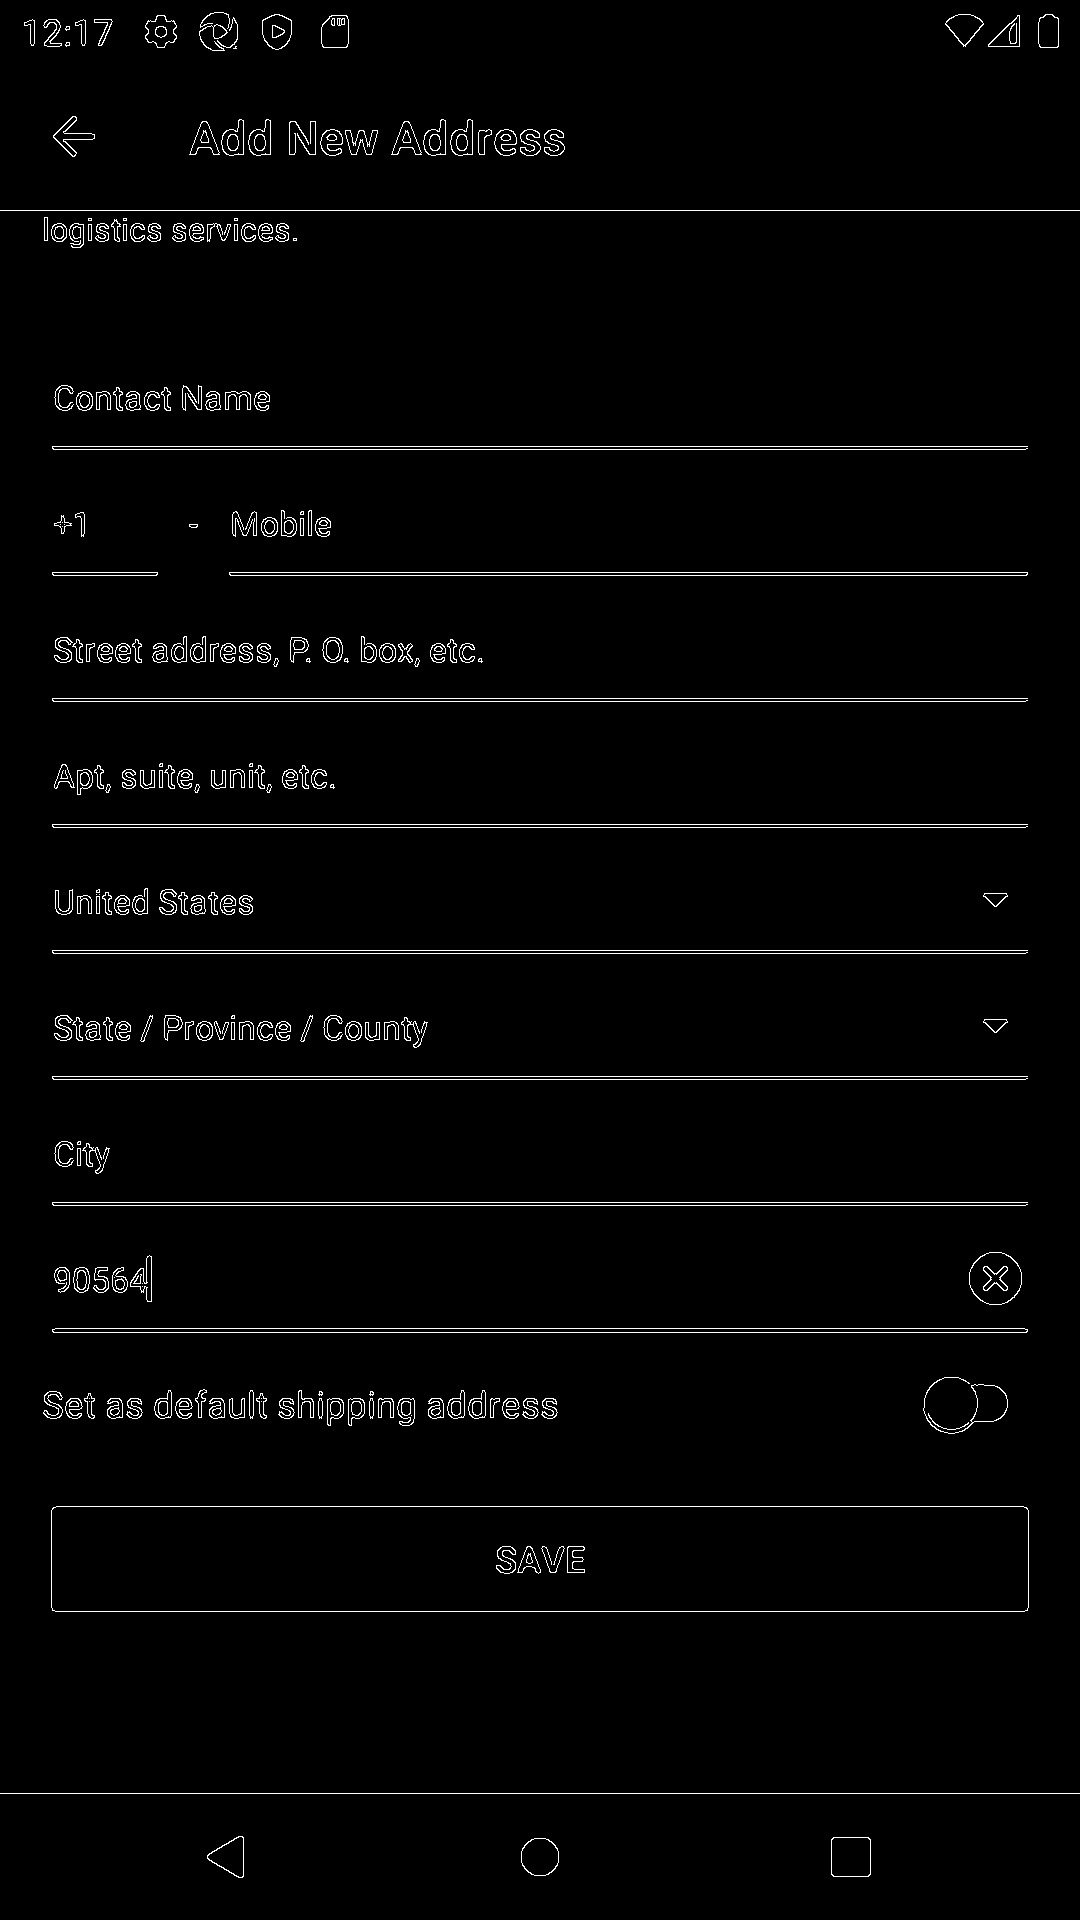 12:17
Add New Address
logistics services.
Contact Name
+1 - Mobile
Street address, P. O. box, etc.
Apt, suite, unit, etc.
United States
State / Province / County
City
90564
Set as default shipping address
SAVE